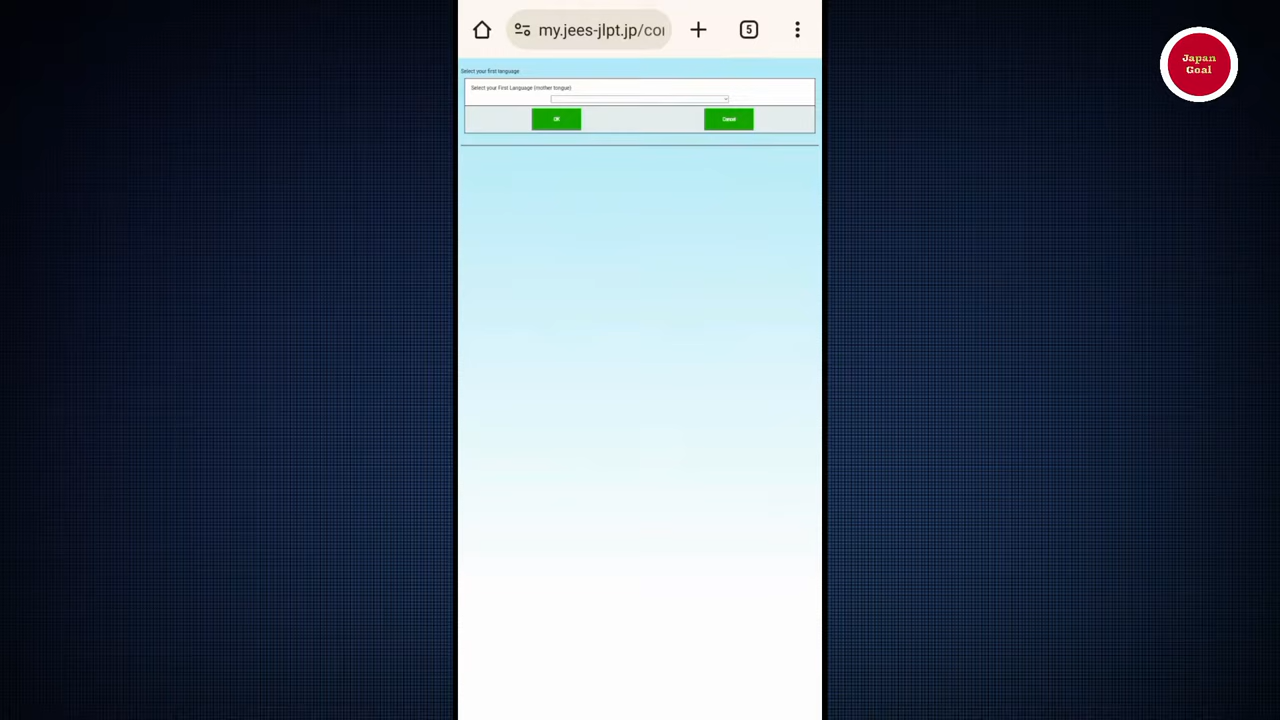 my.jees-jlpt.jp/coı
5
Japan
Goal
Select your first language
Select your First Language (mother tongue)
OK
Cancel